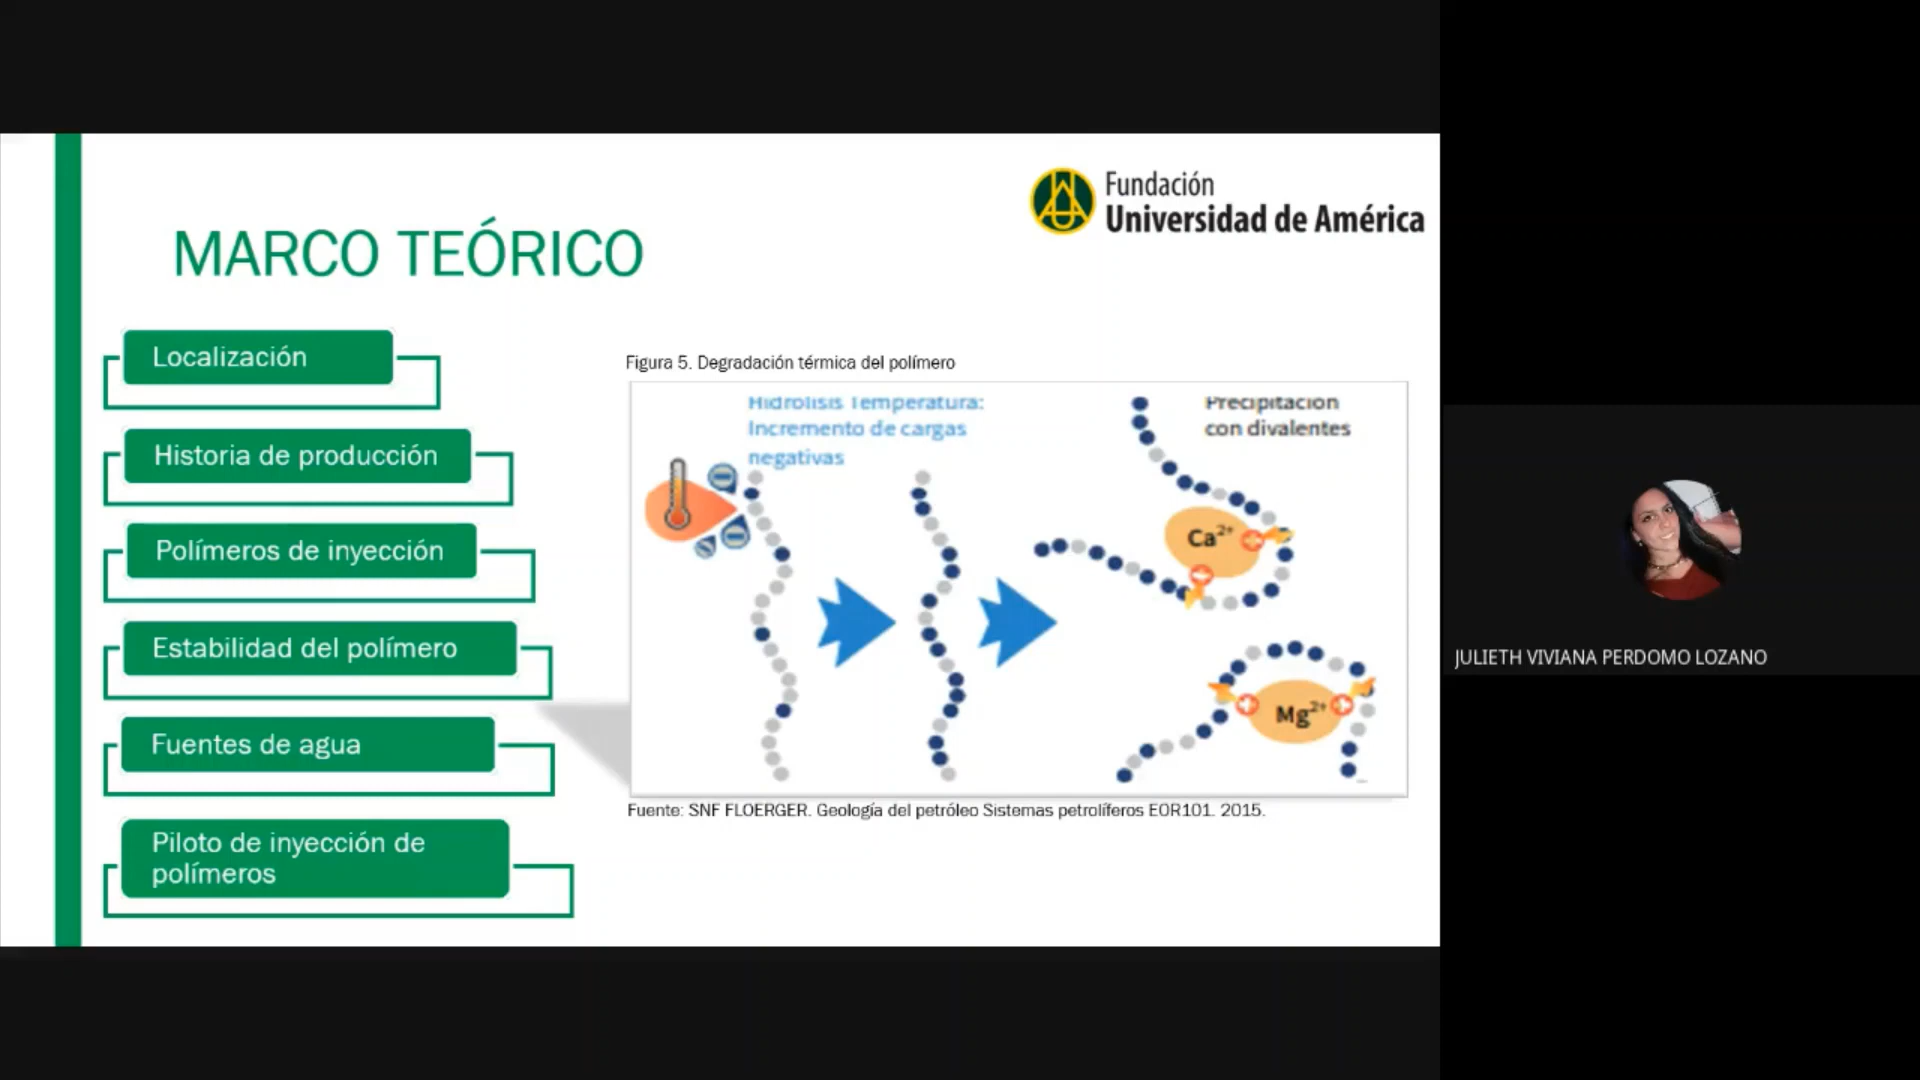 Fundación
Universidad de América
MARCO TEÓRICO
Localización
Historia de producción
Polímeros de inyección
Estabilidad del polímero
Fuentes de agua
Piloto de inyección de
polímeros
Figura 5. Degradación térmica del polímero
Hidrólisis Temperatura:
Incremento de cargas
negativas
Precipitación
con divalentes
Ca²⁺
Mg²⁺
Fuente: SNF FLOERGER. Geología del petróleo Sistemas petrolíferos EOR101. 2015.
JULIETH VIVIANA PERDOMO LOZANO